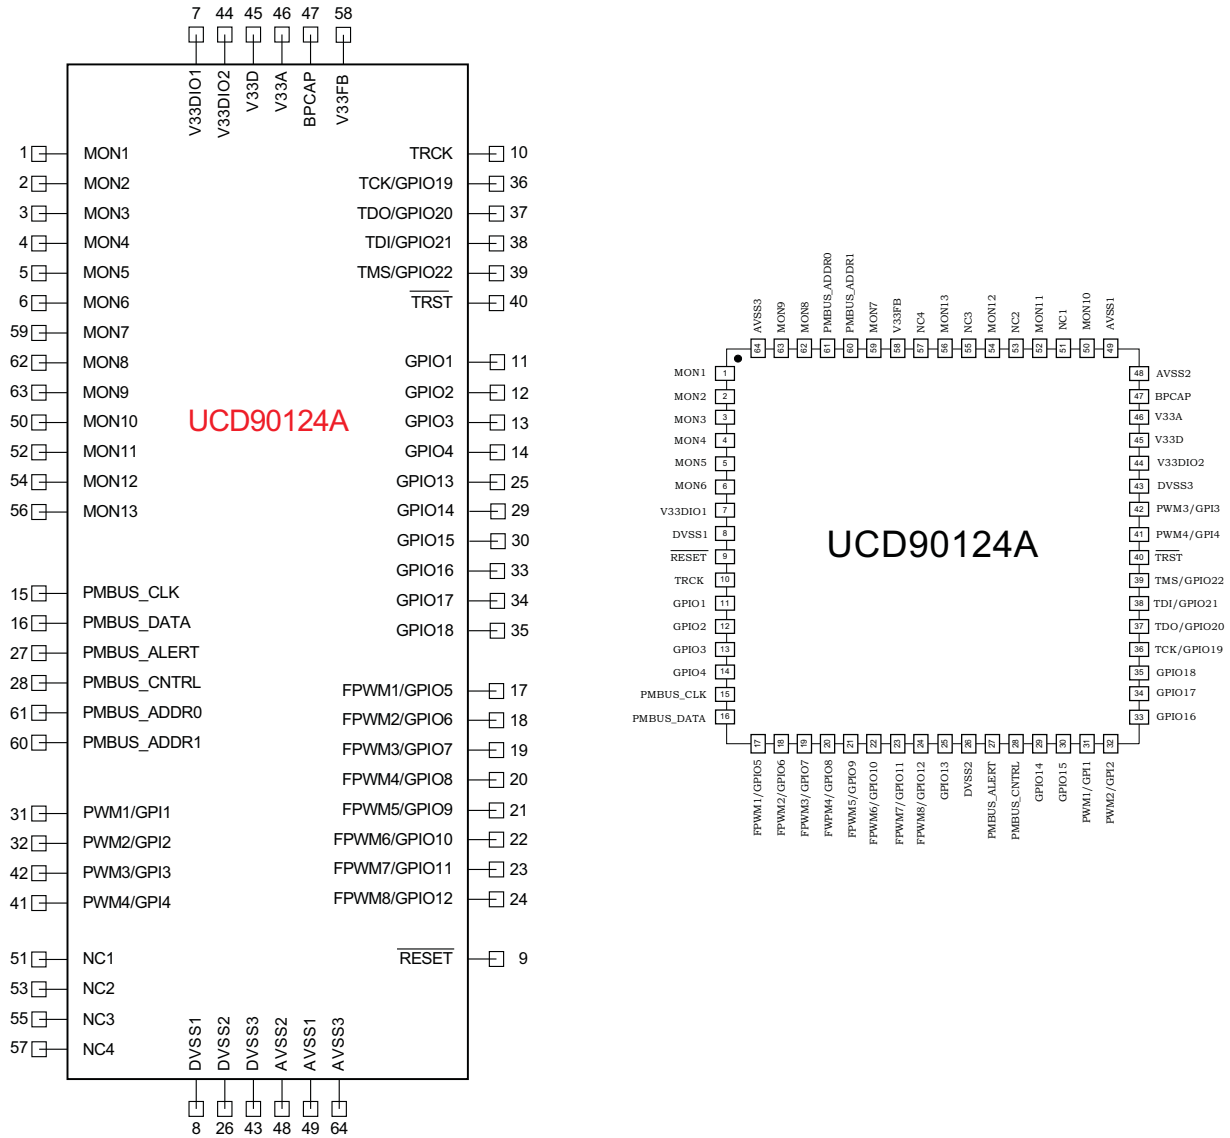 7 44 45 46 47 58
V33DIO1
V33DIO2
V33D
V33A
BPCAP
V33FB
1 MON1 TRCK 10
2 MON2 TCK/GPIO19 36
3 MON3 TDO/GPIO20 37
4 MON4 TDI/GPIO21 38
5 MON5 TMS/GPIO22 39
6 MON6 TRST 40
59 MON7
62 MON8 GPIO1 11
63 MON9 GPIO2 12
50 MON10 UCD90124A GPIO3 13
52 MON11 GPIO4 14
54 MON12 GPIO13 25
56 MON13 GPIO14 29
GPIO15 30
GPIO16 33
15 PMBUS_CLK GPIO17 34
16 PMBUS_DATA GPIO18 35
27 PMBUS_ALERT
28 PMBUS_CNTRL FPWM1/GPIO5 17
61 PMBUS_ADDR0 FPWM2/GPIO6 18
60 PMBUS_ADDR1 FPWM3/GPIO7 19
FPWM4/GPIO8 20
31 PWM1/GPI1 FPWM5/GPIO9 21
32 PWM2/GPI2 FPWM6/GPIO10 22
42 PWM3/GPI3 FPWM7/GPIO11 23
41 PWM4/GPI4 FPWM8/GPIO12 24
51 NC1 RESET 9
53 NC2
55 NC3
57 NC4
DVSS1
DVSS2
DVSS3
AVSS2
AVSS1
AVSS3
8 26 43 48 49 64
AVSS3
MON9
MON8
PMBUS_ADDR0
PMBUS_ADDR1
MON7
V33FB
NC4
MON13
NC3
MON12
NC2
MON11
NC1
MON10
AVSS1
64 63 62 61 60 59 58 57 56 55 54 53 52 51 50 49
MON1 1 48 AVSS2
MON2 2 47 BPCAP
MON3 3 46 V33A
MON4 4 45 V33D
MON5 5 44 V33DIO2
MON6 6 43 DVSS3
V33DIO1 7 42 PWM3/GPI3
DVSS1 8 41 PWM4/GPI4
UCD90124A
RESET 9 40 TRST
TRCK 10 39 TMS/GPIO22
GPIO1 11 38 TDI/GPIO21
GPIO2 12 37 TDO/GPIO20
GPIO3 13 36 TCK/GPIO19
GPIO4 14 35 GPIO18
PMBUS_CLK 15 34 GPIO17
PMBUS_DATA 16 33 GPIO16
17 18 19 20 21 22 23 24 25 26 27 28 29 30 31 32
FPWM1/GPIO5
FPWM2/GPIO6
FPWM3/GPIO7
FWPM4/GPIO8
FPWM5/GPIO9
FPWM6/GPIO10
FPWM7/GPIO11
FPWM8/GPIO12
GPIO13
DVSS2
PMBUS_ALERT
PMBUS_CNTRL
GPIO14
GPIO15
PWM1/GPI1
PWM2/GPI2